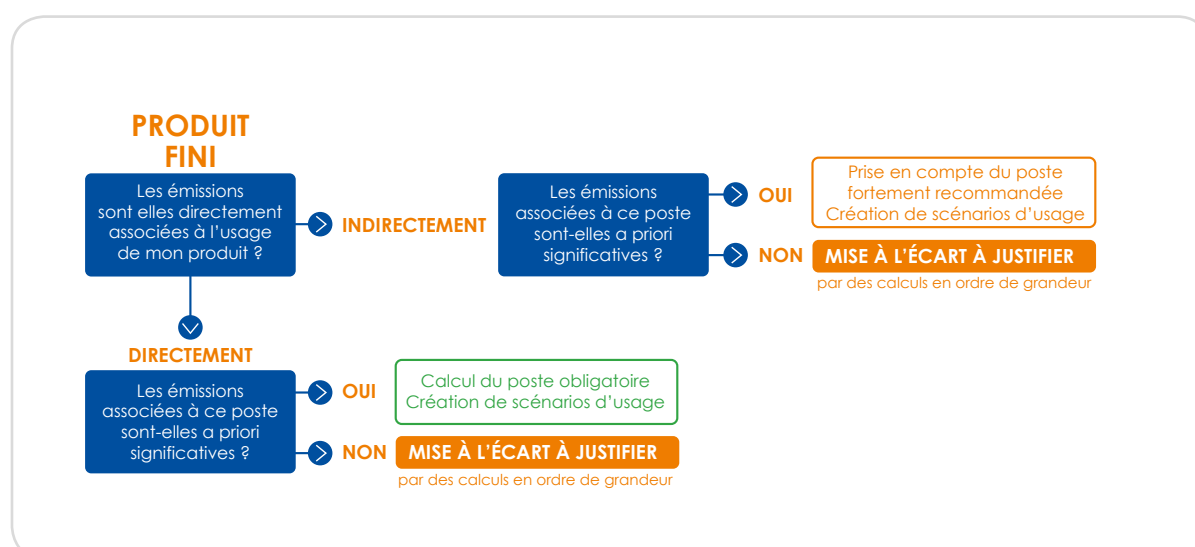 PRODUIT
FINI
Les émissions
sont elles directement
associées à l'usage
de mon produit ?
INDIRECTEMENT
Les émissions
associées à ce poste
sont-elles a priori
significatives ?
OUI
Prise en compte du poste
fortement recommandée
Création de scénarios d'usage
NON
MISE À L'ÉCART À JUSTIFIER
par des calculs en ordre de grandeur
DIRECTEMENT
Les émissions
associées à ce poste
sont-elles a priori
significatives ?
OUI
Calcul du poste obligatoire
Création de scénarios d'usage
NON
MISE À L'ÉCART À JUSTIFIER
par des calculs en ordre de grandeur